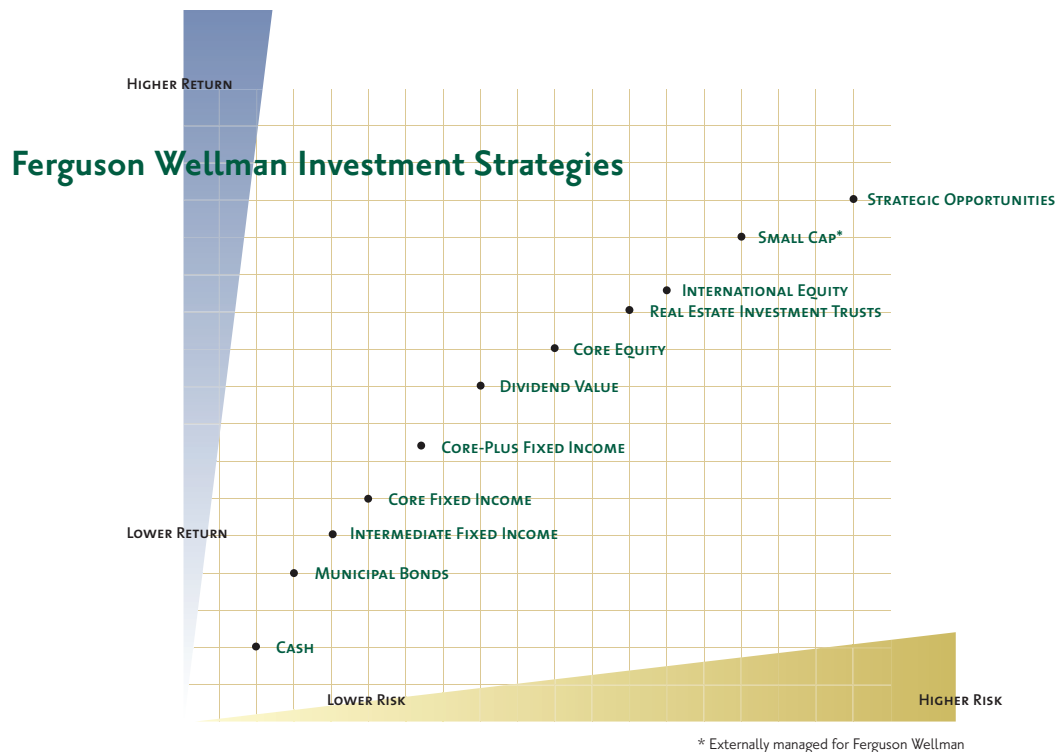 Higher Return
Ferguson Wellman Investment Strategies
Strategic Opportunities
Small Cap*
International Equity
Real Estate Investment Trusts
Core Equity
Dividend Value
Core-Plus Fixed Income
Core Fixed Income
Lower Return
Intermediate Fixed Income
Municipal Bonds
Cash
Lower Risk
Higher Risk
* Externally managed for Ferguson Wellman